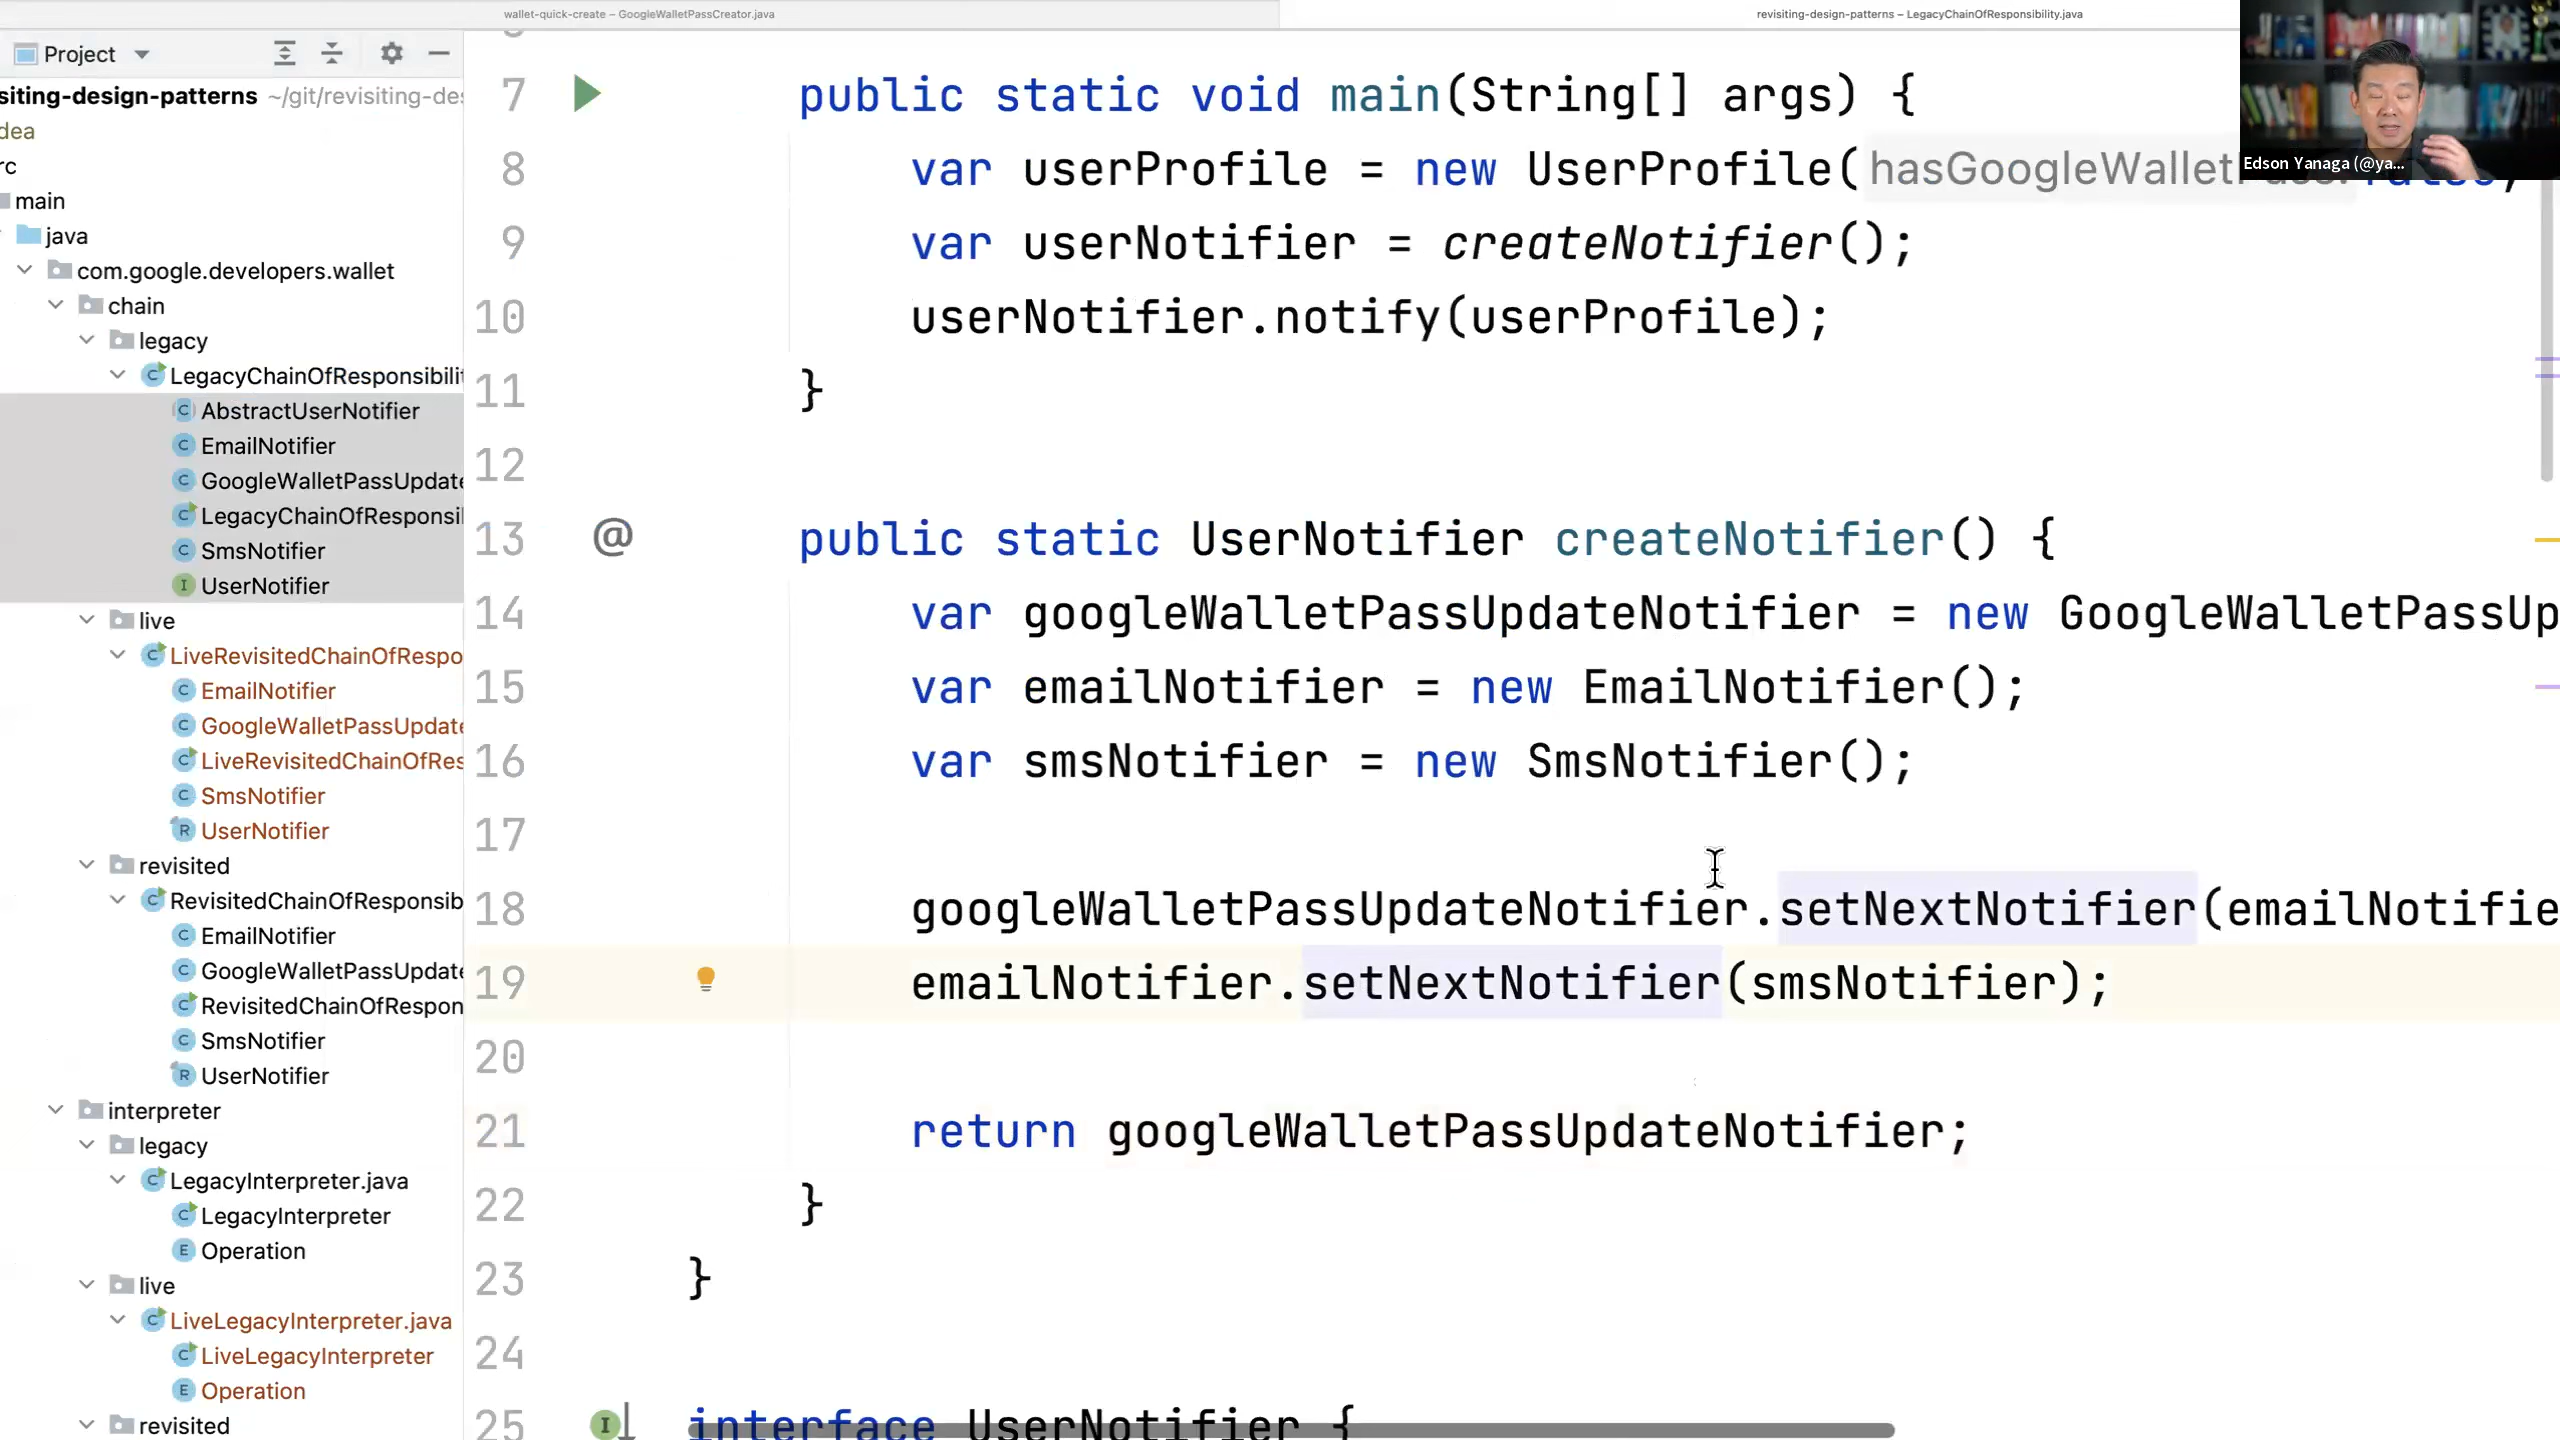 wallet-quick-create – GoogleWalletPassCreator.java
revisiting-design-patterns – LegacyChainOfResponsibility.java
Project
siting-design-patterns ~/git/revisiting-des
dea
rc
main
java
com.google.developers.wallet
chain
legacy
LegacyChainOfResponsibilit
AbstractUserNotifier
EmailNotifier
GoogleWalletPassUpdate
LegacyChainOfResponsil
SmsNotifier
UserNotifier
live
LiveRevisitedChainOfRespo
EmailNotifier
GoogleWalletPassUpdate
LiveRevisitedChainOfRes
SmsNotifier
UserNotifier
revisited
RevisitedChainOfResponsib
EmailNotifier
GoogleWalletPassUpdate
RevisitedChainOfRespon
SmsNotifier
UserNotifier
interpreter
legacy
LegacyInterpreter.java
LegacyInterpreter
Operation
live
LiveLegacyInterpreter.java
LiveLegacyInterpreter
Operation
revisited
7 public static void main(String[] args) {
8 var userProfile = new UserProfile( hasGoogleWallet
9 var userNotifier = createNotifier();
10 userNotifier.notify(userProfile);
11 }
12
13 @ public static UserNotifier createNotifier() {
14 var googleWalletPassUpdateNotifier = new GoogleWalletPassUp
15 var emailNotifier = new EmailNotifier();
16 var smsNotifier = new SmsNotifier();
17
18 googleWalletPassUpdateNotifier.setNextNotifier(emailNotifie
19 emailNotifier.setNextNotifier(smsNotifier);
20
21 return googleWalletPassUpdateNotifier;
22 }
23 }
24
25 interface UserNotifier {
Edson Yanaga (@ya...